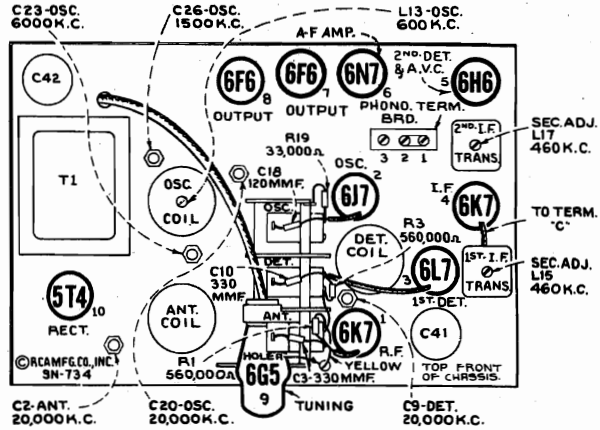 C23-OSC.
6000K.C.
C26-OSC.
1500K.C.
L13-OSC.
600 K.C.
A-F AMP.
C42
6F6
8
OUTPUT
6F6
7
OUTPUT
6N7
6
2ND. DET.
& A.V.C.
5
6H6
PHONO. TERM.
BRD.
3 2 1
2ND. I.F.
TRANS.
SEC. ADJ.
L17
460K.C.
T1
R19
33,000Ω
C18
120MMF.
OSC.
2
6J7
OSC.
COIL
OSC.
I.F.
4
6K7
TO TERM.
"C"
R3
560,000Ω
DET.
COIL
DET.
C10
330
MMF.
3
6L7
1ST. DET.
1ST. I.F.
TRANS.
SEC. ADJ.
L15
460K.C.
5T4
10
RECT.
ANT.
COIL
ANT.
6K7
1
R.F.
YELLOW
C41
©RCA MFG. CO., INC.
SN-734
R1
560,000Ω
HOLER
6G5
9
C3-330MMF.
TOP FRONT
OF CHASSIS.
TUNING
C2-ANT.
20,000K.C.
C20-OSC.
20,000K.C.
C9-DET.
20,000K.C.